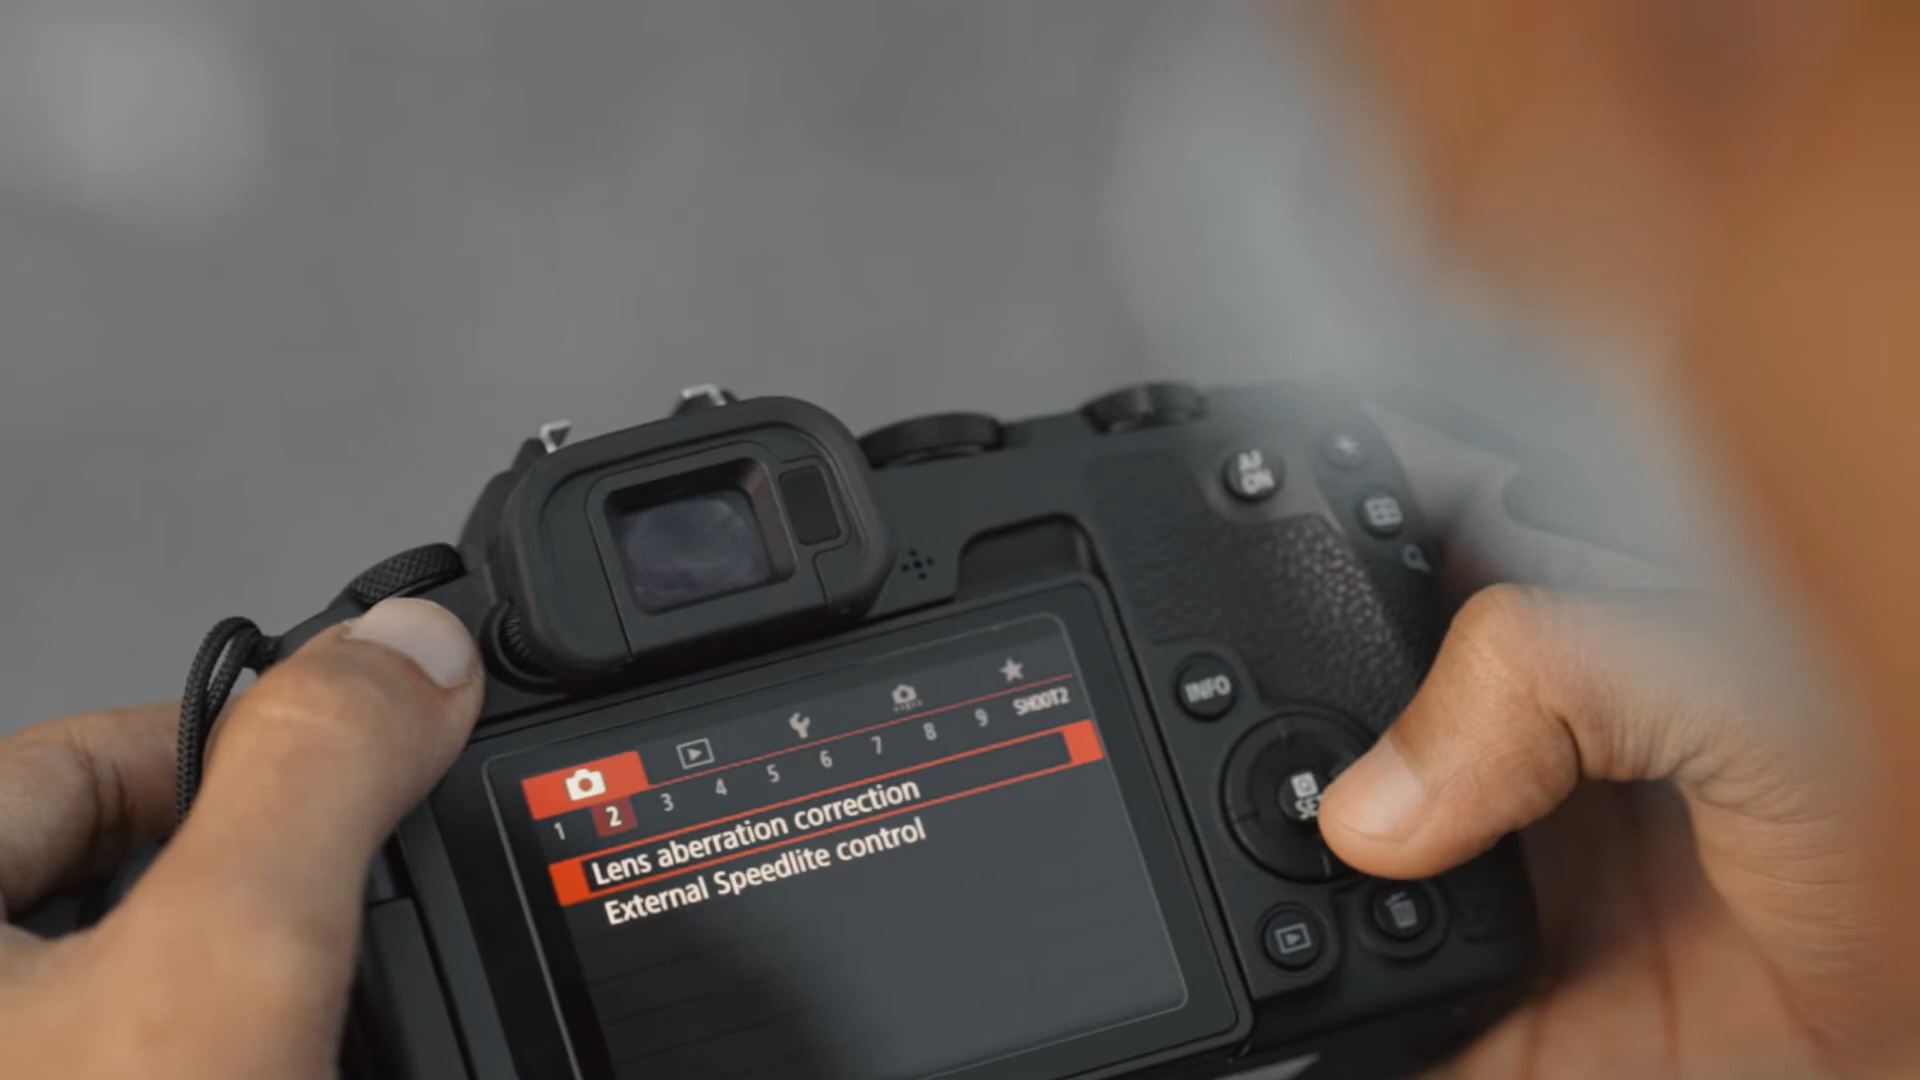 AF
ON
INFO
SHOOT2
1 2 3 4 5 6 7 8 9
Lens aberration correction
External Speedlite control